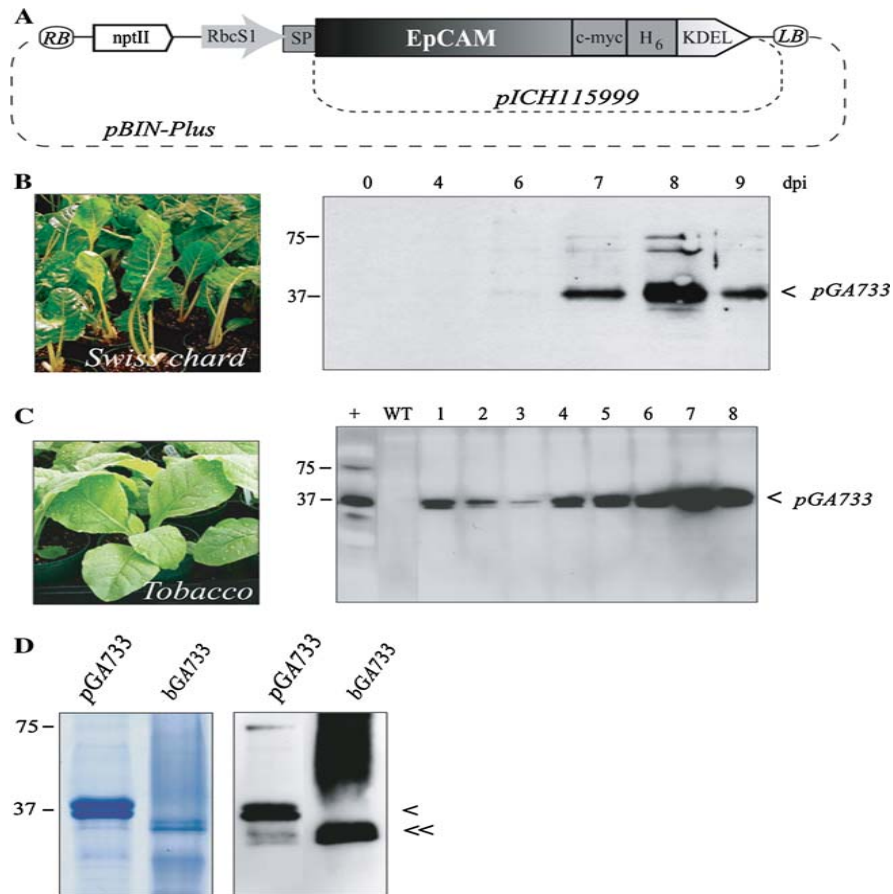 A
RB nptII RbcS1 SP EpCAM c-myc H6 KDEL LB
pICH115999
pBIN-Plus
B
0 4 6 7 8 9 dpi
75
37
< pGA733
Swiss chard
C
+ WT 1 2 3 4 5 6 7 8
75
37
< pGA733
Tobacco
D
pGA733 bGA733 pGA733 bGA733
75
37
<
<<